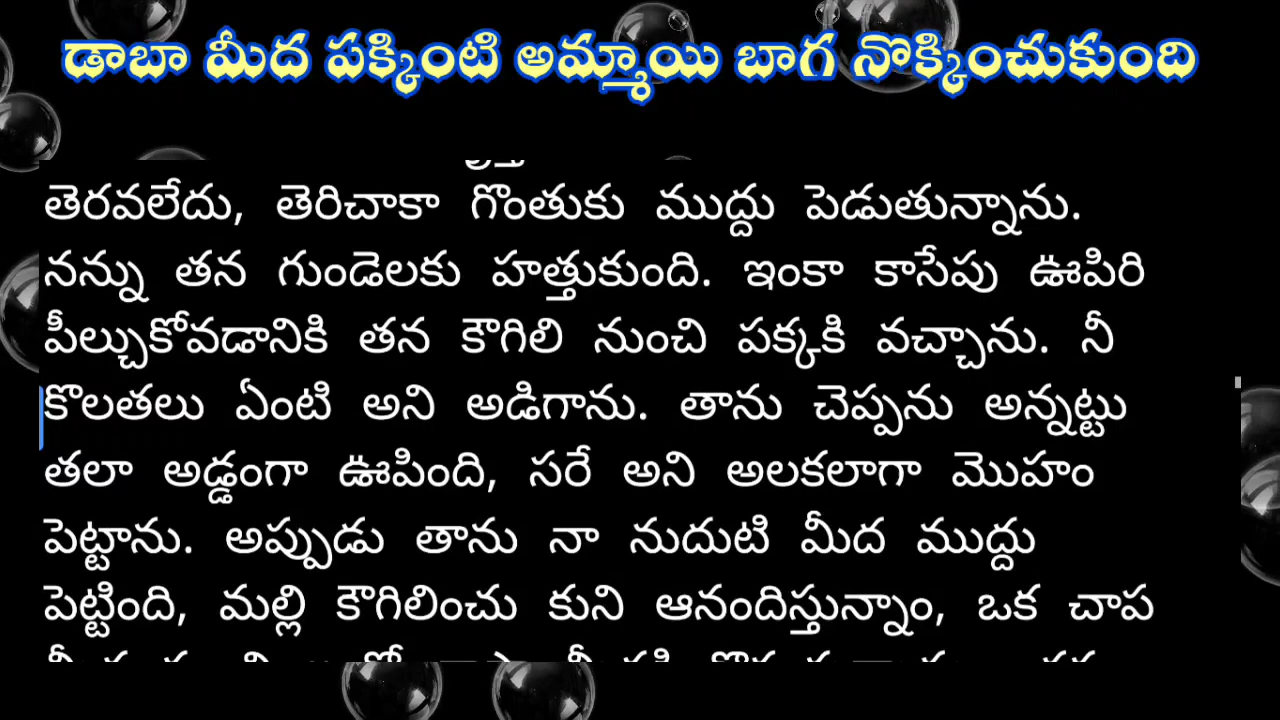 డాబా మీద పక్కింటి అమ్మాయి బాగ నొక్కించుకుంది
తెరవలేదు, తెరిచాకా గొంతుకు ముద్దు పెడుతున్నాను.
నన్ను తన గుండెలకు హత్తుకుంది. ఇంకా కాసేపు ఊపిరి
పీల్చుకోవడానికి తన కౌగిలి నుంచి పక్కకి వచ్చాను. నీ
కొలతలు ఏంటి అని అడిగాను. తాను చెప్పను అన్నట్టు
తలా అడ్డంగా ఊపింది, సరే అని అలకలాగా మొహం
పెట్టాను. అప్పుడు తాను నా నుదుటి మీద ముద్దు
పెట్టింది, మల్లి కౌగిలించు కుని ఆనందిస్తున్నాం, ఒక చాప